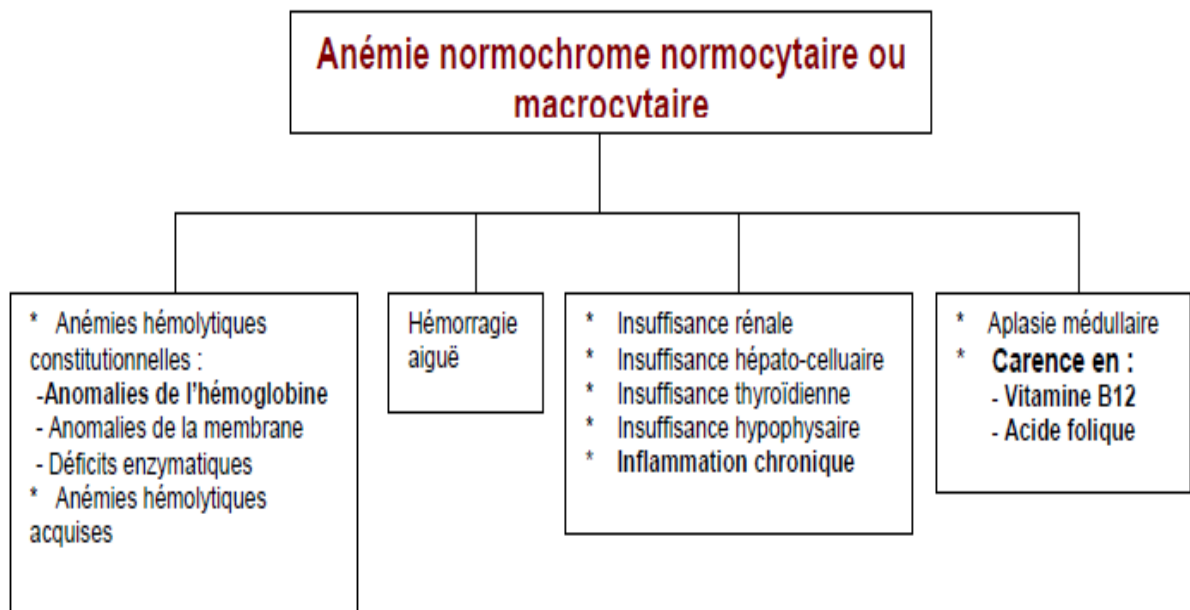 Anémie normochrome normocytaire ou
macrocytaire
* Anémies hémolytiques
constitutionnelles :
-Anomalies de l'hémoglobine
- Anomalies de la membrane
- Déficits enzymatiques
* Anémies hémolytiques
acquises
Hémorragie
aiguë
* Insuffisance rénale
* Insuffisance hépato-celluaire
* Insuffisance thyroïdienne
* Insuffisance hypophysaire
* Inflammation chronique
* Aplasie médullaire
* Carence en :
- Vitamine B12
- Acide folique